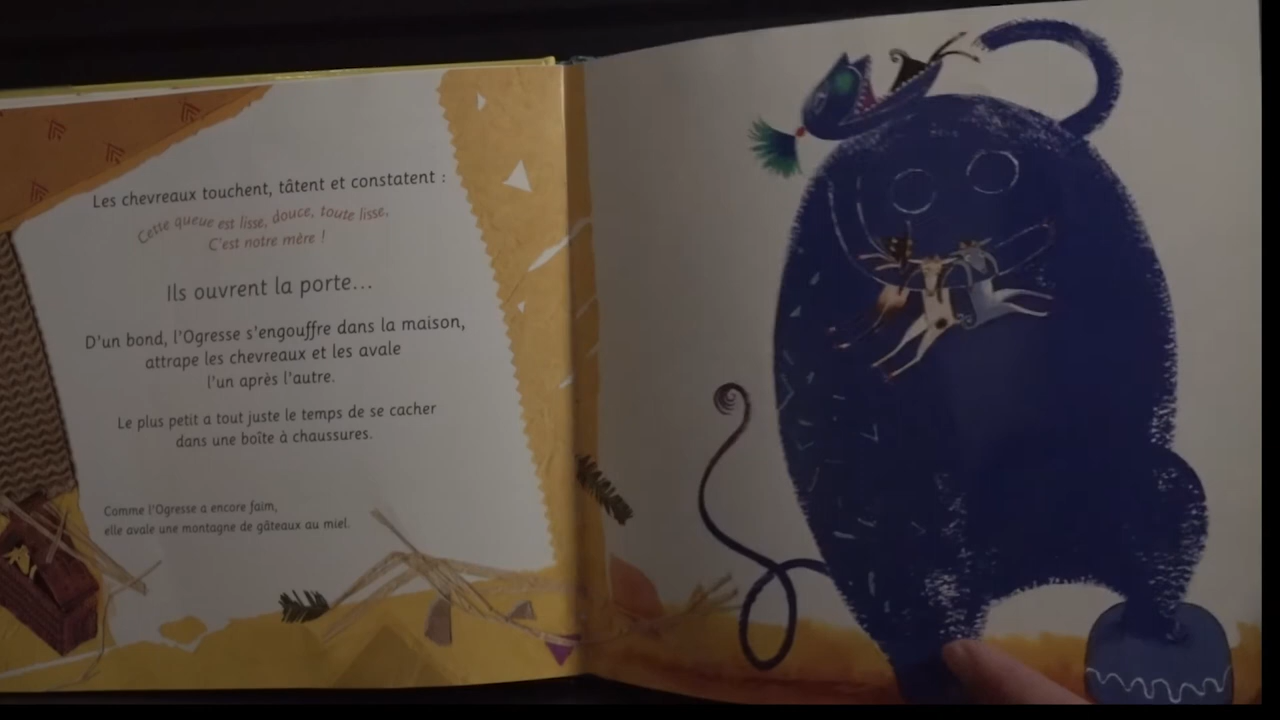 Les chevreaux touchent, tâtent et constatent :
Cette queue est lisse, douce, toute lisse,
C'est notre mère !
Ils ouvrent la porte...
D'un bond, l'Ogresse s'engouffre dans la maison,
attrape les chevreaux et les avale
l'un après l'autre.
Le plus petit a tout juste le temps de se cacher
dans une boîte à chaussures.
Comme l'Ogresse a encore faim,
elle avale une montagne de gâteaux au miel.